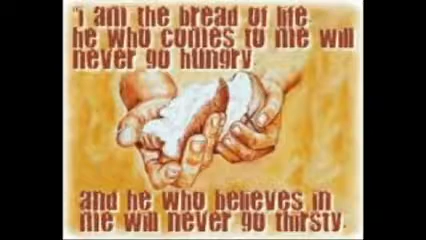 "i am the bread of life.
he who comes to me will
never go hungry.
and he who believes in
me will never go thirsty.